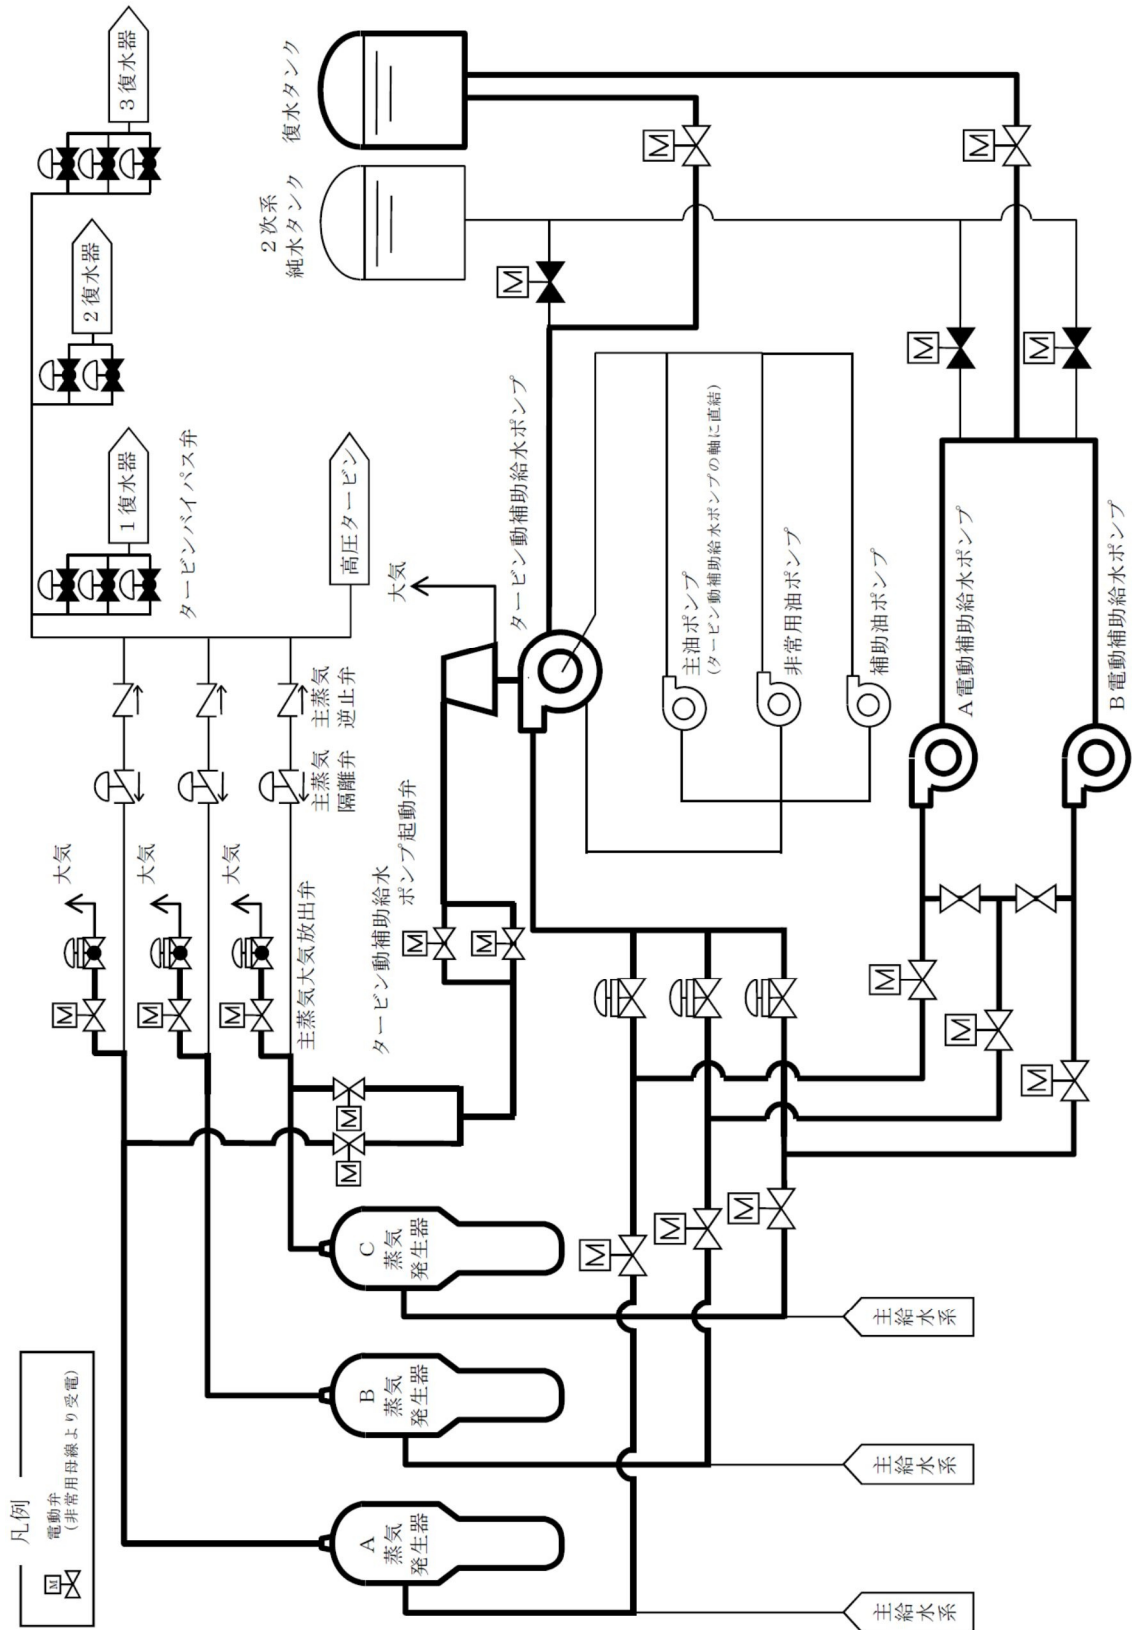 凡例
M
電動弁
(非常用母線より受電)
A
蒸気
発生器
B
蒸気
発生器
C
蒸気
発生器
主給水系
主給水系
主給水系
M
M
M
大気
大気
大気
主蒸気大気放出弁
主蒸気
隔離弁
主蒸気
逆止弁
高圧タービン
タービンバイパス弁
1復水器
2復水器
3復水器
M
M
タービン動補助給水
ポンプ起動弁
M
M
大気
タービン動補助給水ポンプ
2次系
純水タンク
復水タンク
M
M
M
M
M
主油ポンプ
(タービン動補助給水ポンプの軸に直結)
非常用油ポンプ
補助油ポンプ
A電動補助給水ポンプ
B電動補助給水ポンプ
M
M
M
M
M
M